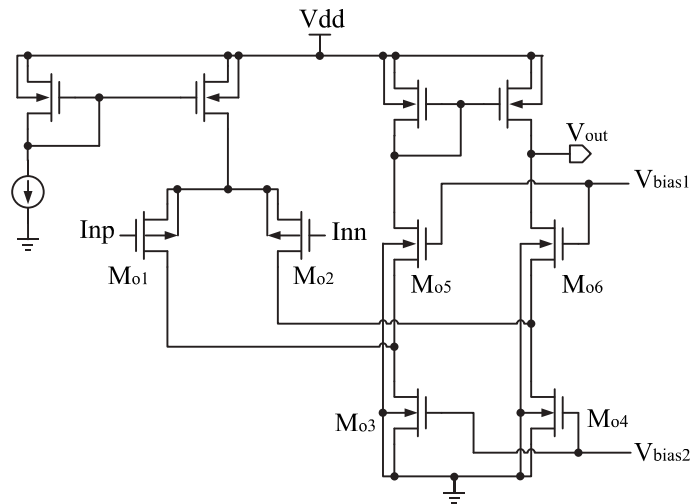 Vdd
Vout
Vbias1
Inp
Inn
Mo1
Mo2
Mo5
Mo6
Mo3
Mo4
Vbias2